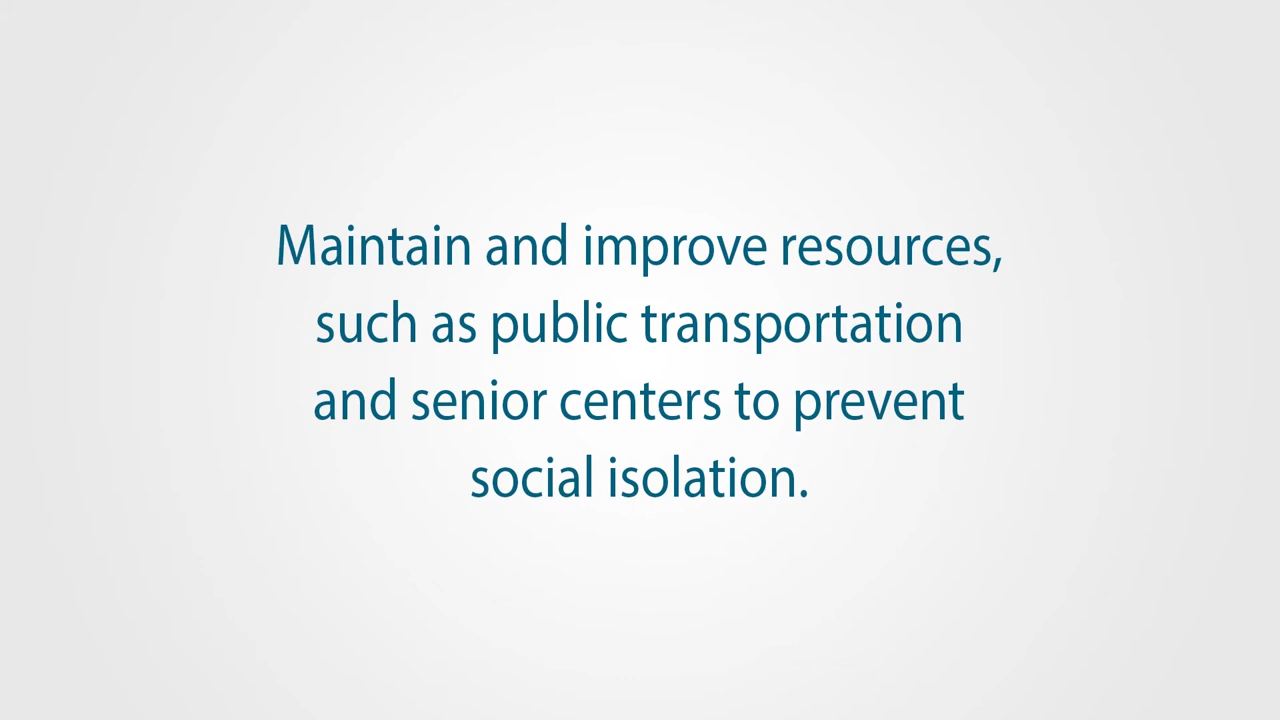 Maintain and improve resources,
such as public transportation
and senior centers to prevent
social isolation.